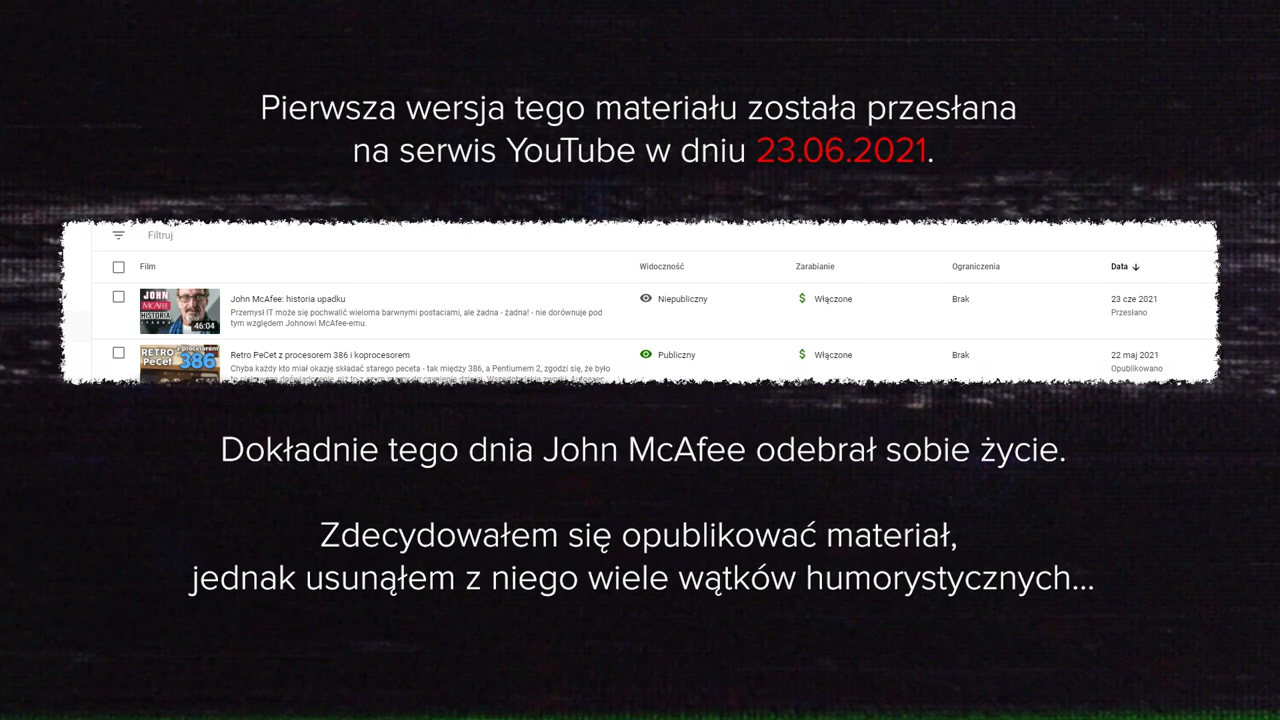 Pierwsza wersja tego materiału została przesłana
na serwis YouTube w dniu 23.06.2021.
Filtruj
Film Widoczność Zarabianie Ograniczenia Data
JOHN
MCAFEE
HISTORIA
UPADKU
46:04
John McAfee: historia upadku
Przemysł IT może się pochwalić wieloma barwnymi postaciami, ale żadna - żadna! - nie dorównuje pod
tym względem Johnowi McAfee-emu.
Niepubliczny Włączone Brak 23 cze 2021
Przesłano
RETRO
PeCet
z procesorem
386
Retro PeCet z procesorem 386 i koprocesorem
Chyba każdy kto miał okazję składać starego peceta - tak między 386, a Pentiumem 2, zgodzi się, że było
Publiczny Włączone Brak 22 maj 2021
Opublikowano
Dokładnie tego dnia John McAfee odebrał sobie życie.
Zdecydowałem się opublikować materiał,
jednak usunąłem z niego wiele wątków humorystycznych...